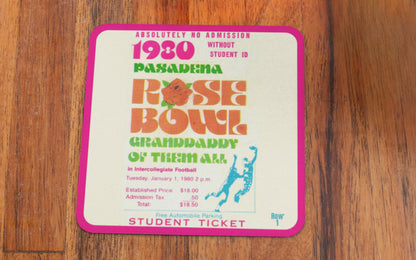 ABSOLUTELY NO ADMISSION
1980 WITHOUT STUDENT ID
PASADENA
ROSE
BOWL
GRANDDADDY
OF THEM ALL
in Intercollegiate Football
Tuesday, January 1, 1980 2 p.m.
Established Price: $18.00
Admission Tax .50
Total: $18.50
Free Automobile Parking
STUDENT TICKET
Row
1